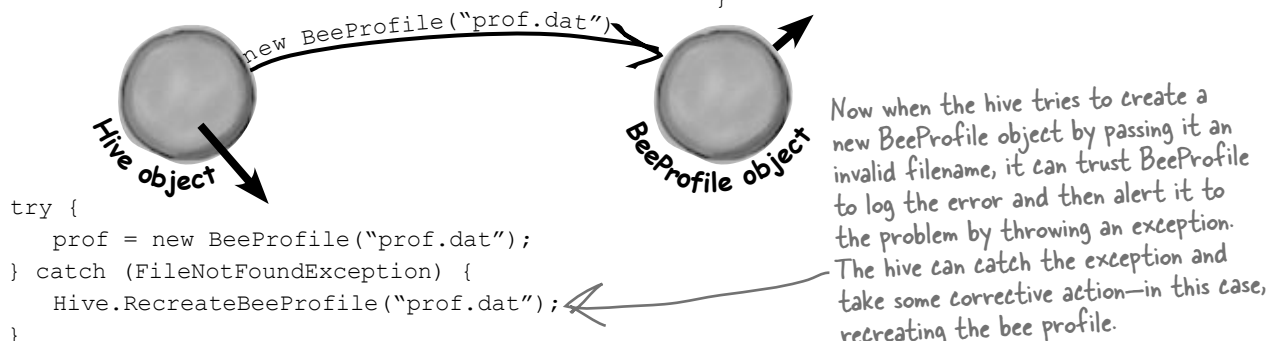 }
new BeeProfile(“prof.dat”)
Hive object
BeeProfile object
try {
prof = new BeeProfile(“prof.dat”);
} catch (FileNotFoundException) {
Hive.RecreateBeeProfile(“prof.dat”);
}
Now when the hive tries to create a
new BeeProfile object by passing it an
invalid filename, it can trust BeeProfile
to log the error and then alert it to
the problem by throwing an exception.
The hive can catch the exception and
take some corrective action—in this case,
recreating the bee profile.